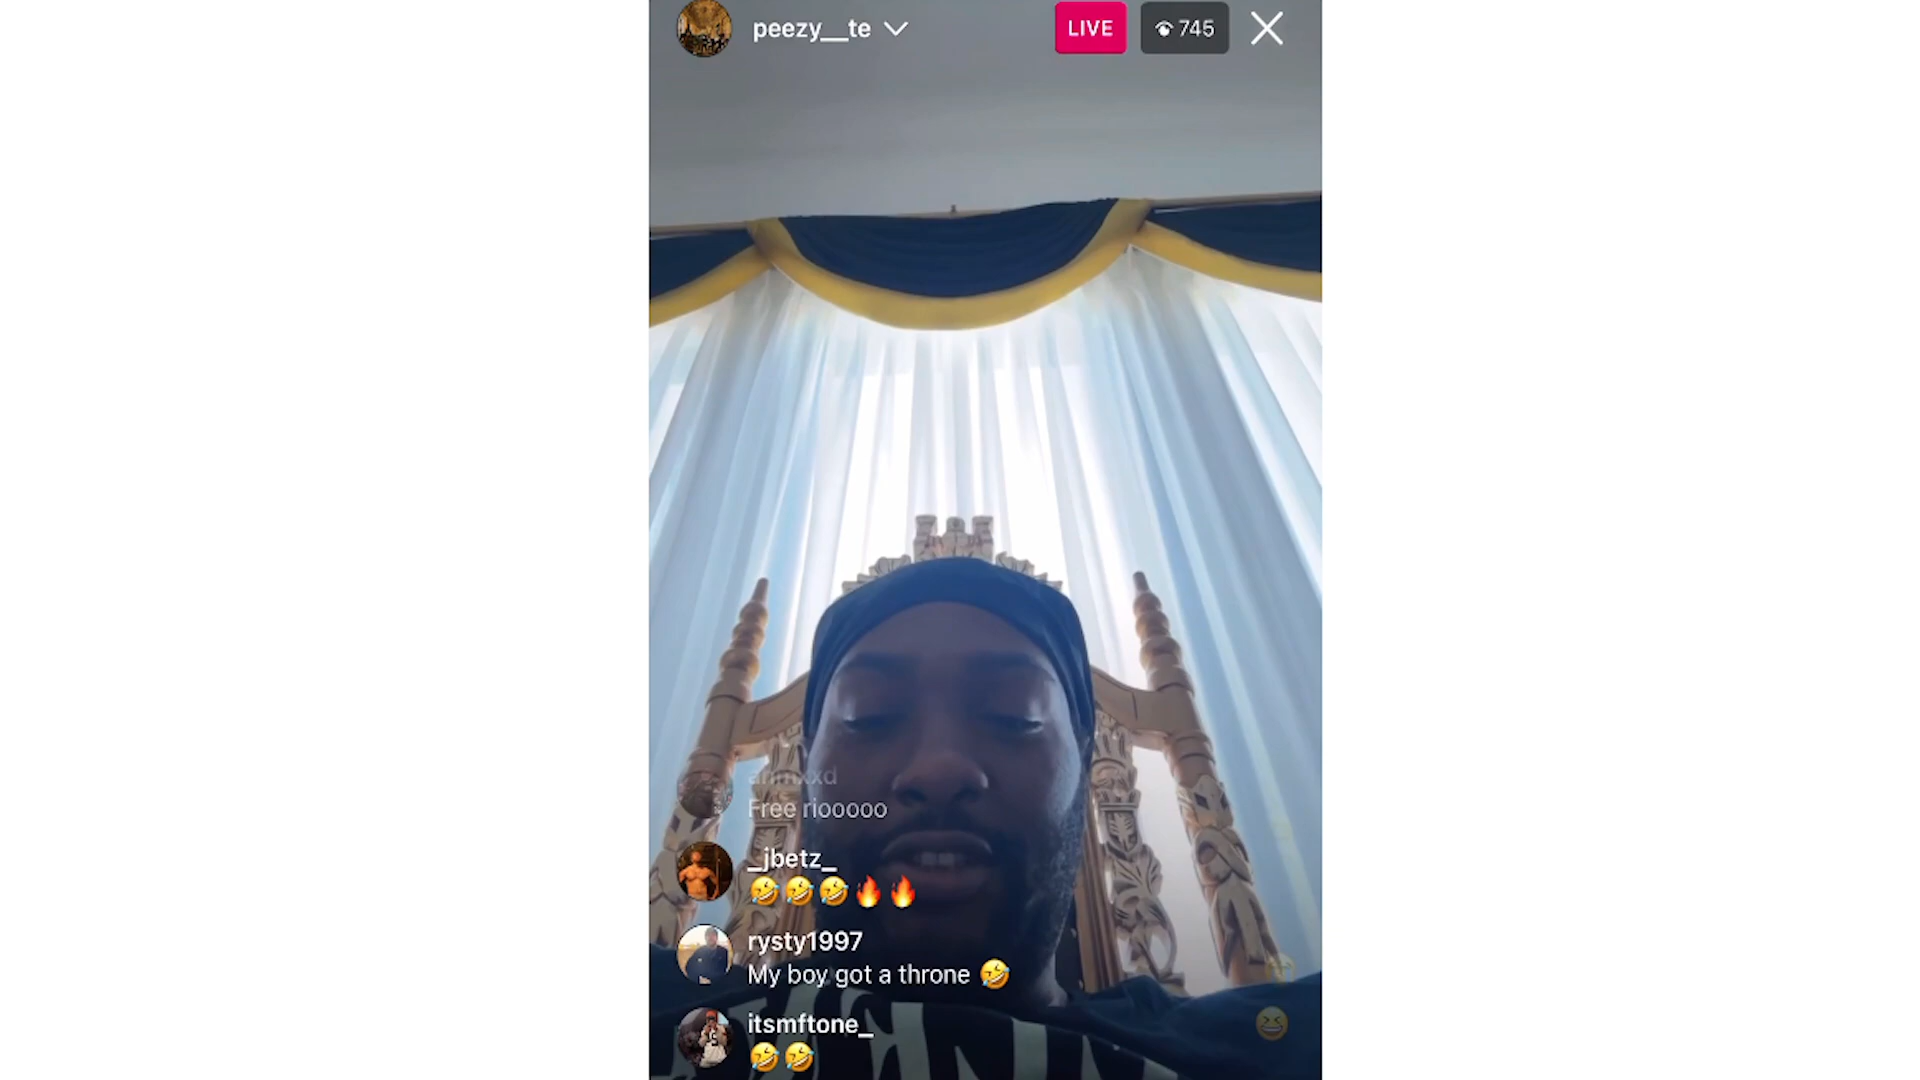 peezy__te
LIVE
745
Free riooooo
_jbetz_
🤣🤣🤣🔥🔥
rysty1997
My boy got a throne 🤣
itsmftone_
🤣🤣